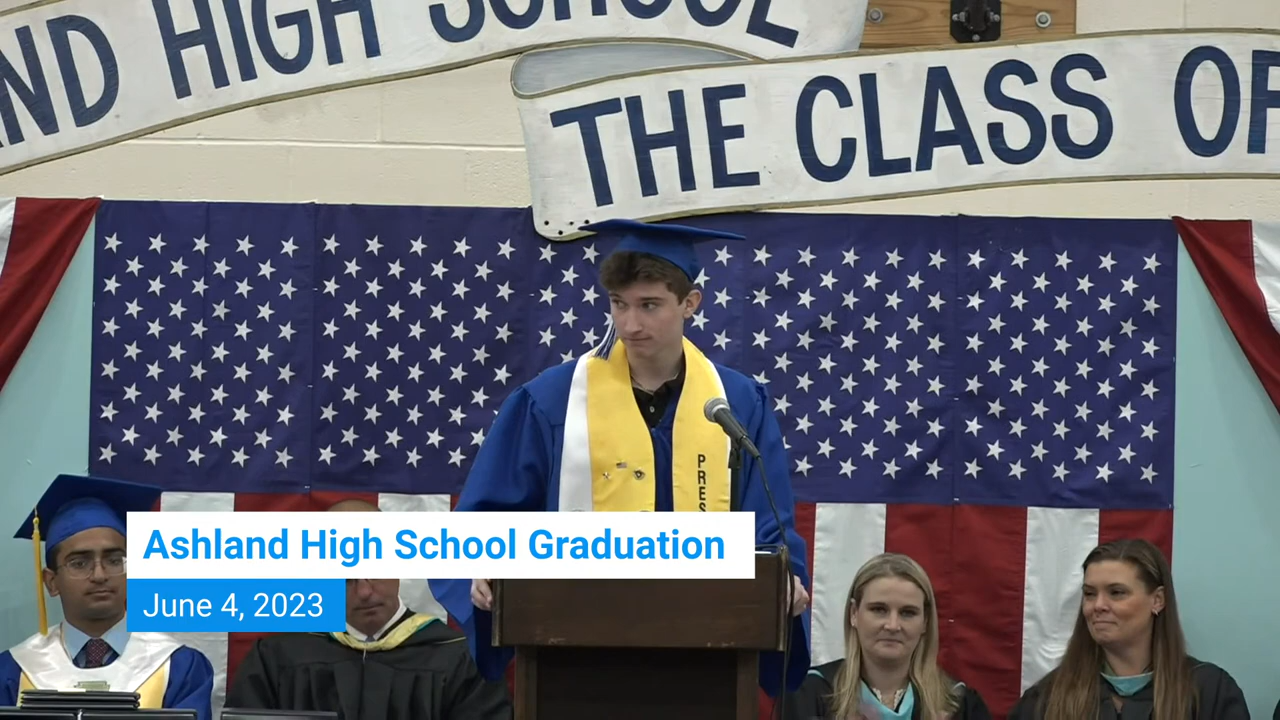 ND HIGH SCHOOL
THE CLASS OF
PRES
Ashland High School Graduation
June 4, 2023